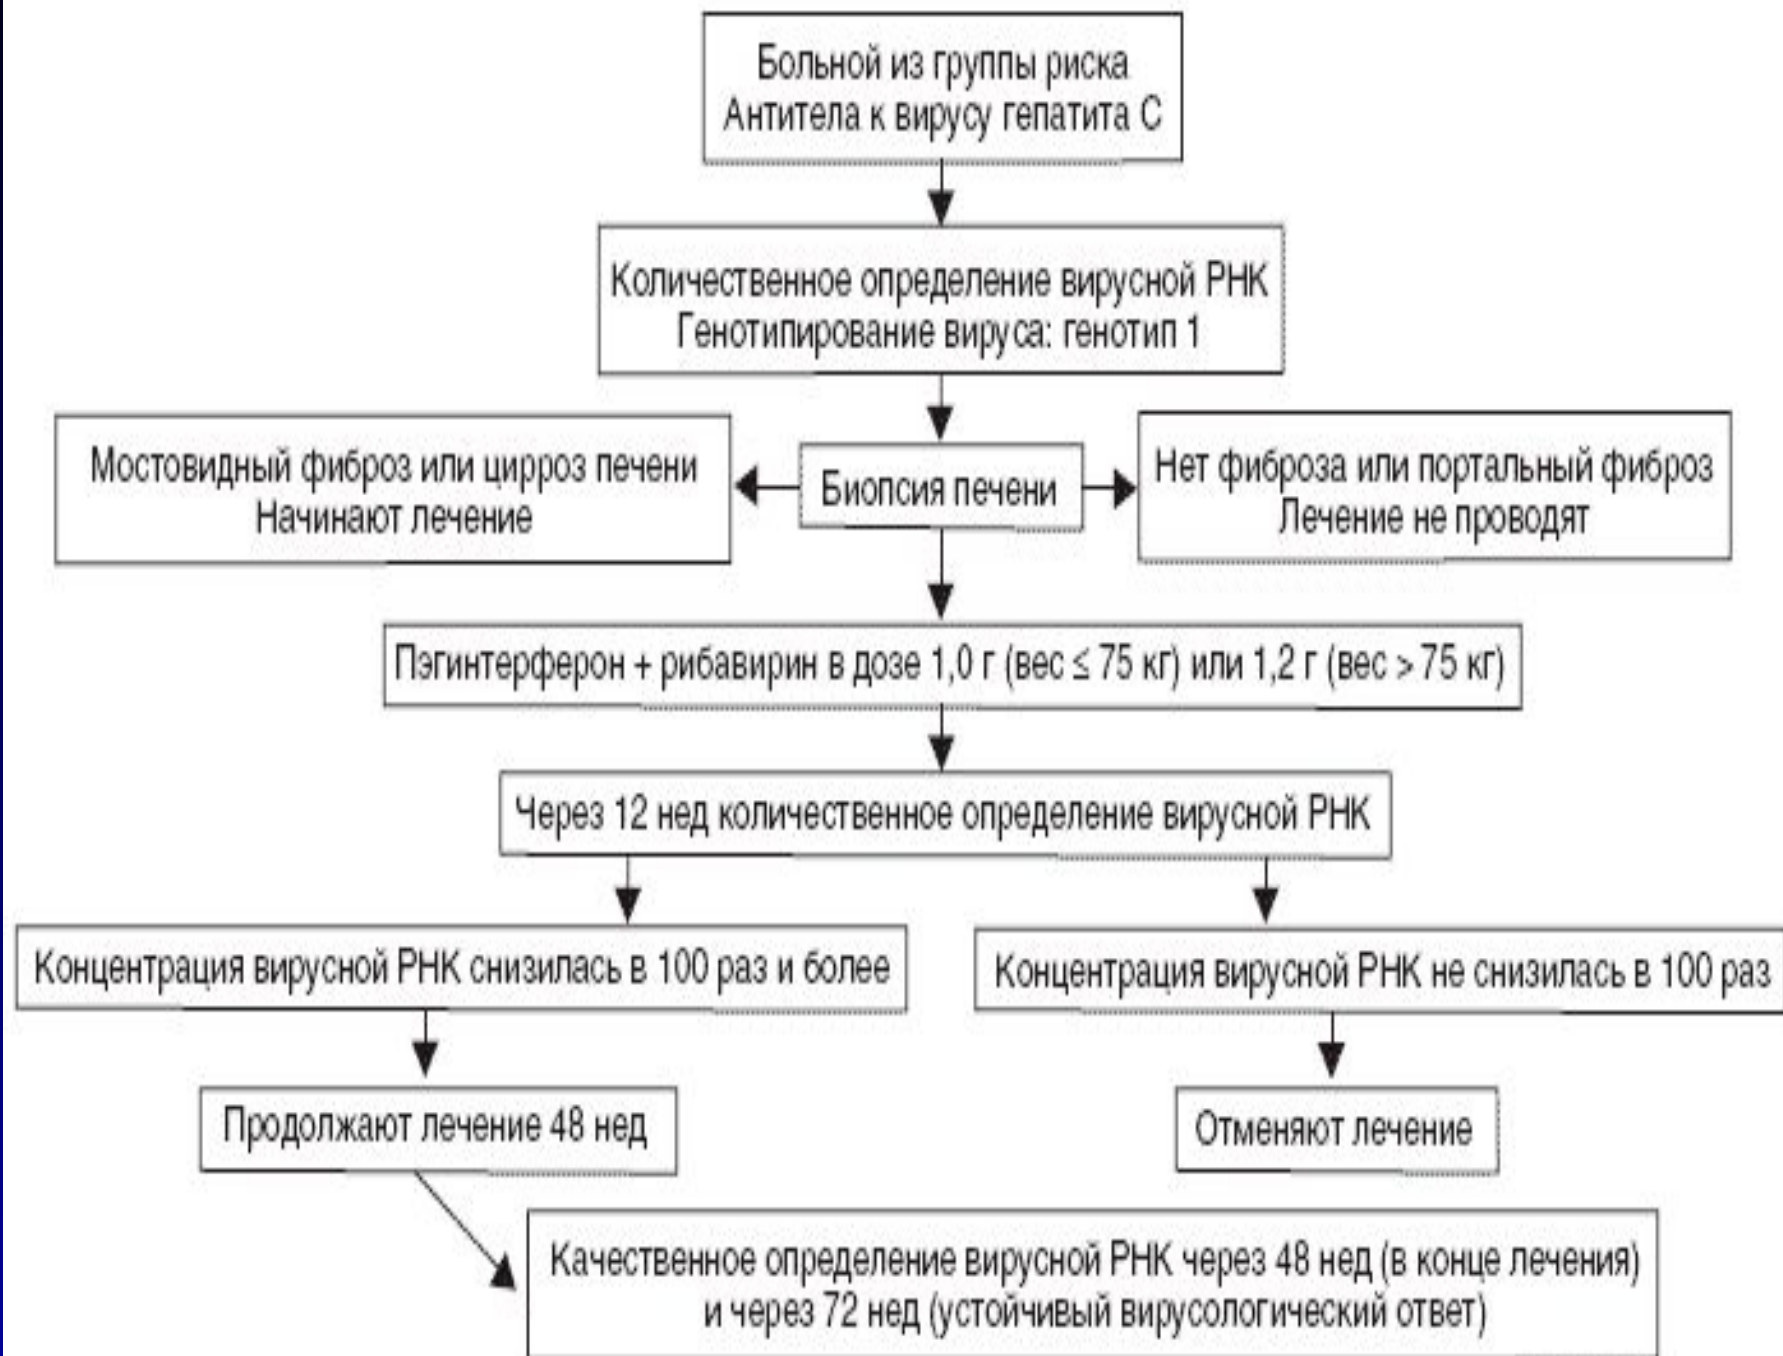 Больной из группы риска
Антитела к вирусу гепатита С
Количественное определение вирусной РНК
Генотипирование вируса: генотип 1
Мостовидный фиброз или цирроз печени
Начинают лечение
Биопсия печени
Нет фиброза или портальный фиброз
Лечение не проводят
Пэгинтерферон + рибавирин в дозе 1,0 г (вес ≤ 75 кг) или 1,2 г (вес > 75 кг)
Через 12 нед количественное определение вирусной РНК
Концентрация вирусной РНК снизилась в 100 раз и более
Концентрация вирусной РНК не снизилась в 100 раз
Продолжают лечение 48 нед
Отменяют лечение
Качественное определение вирусной РНК через 48 нед (в конце лечения)
и через 72 нед (устойчивый вирусологический ответ)